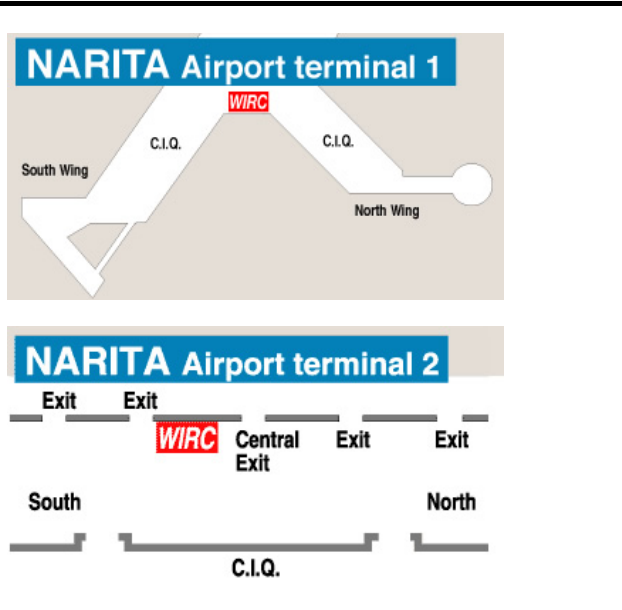 NARITA Airport terminal 1
WIRC
C.I.Q.
C.I.Q.
South Wing
North Wing
NARITA Airport terminal 2
Exit
Exit
WIRC
Central
Exit
Exit
Exit
South
North
C.I.Q.